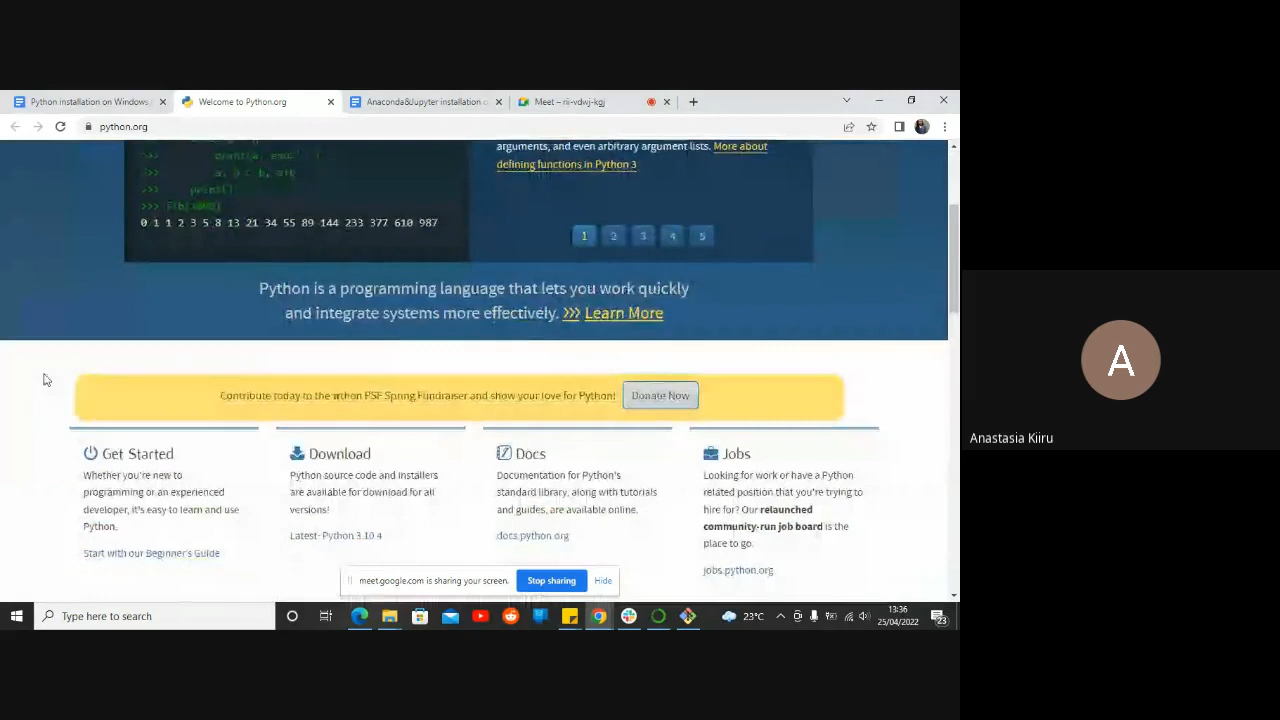 Python installation on Windows
Welcome to Python.org
Anaconda&Jupyter installation o
Meet – rii-vdwj-kgj
python.org
arguments, and even arbitrary argument lists. More about
defining functions in Python 3
>>>
>>> a, b = b, a+b
>>> print()
>>>
0 1 1 2 3 5 8 13 21 34 55 89 144 233 377 610 987
1 2 3 4 5
Python is a programming language that lets you work quickly
and integrate systems more effectively. >>> Learn More
Contribute today to the PSF Spring Fundraiser and show your love for Python!
Donate Now
Get Started
Whether you're new to
programming or an experienced
developer, it's easy to learn and use
Python.
Start with our Beginner's Guide
Download
Python source code and installers
are available for download for all
versions!
Latest: Python 3.10.4
Docs
Documentation for Python's
standard library, along with tutorials
and guides, are available online.
docs.python.org
Jobs
Looking for work or have a Python
related position that you're trying to
hire for? Our relaunched
community-run job board is the
place to go.
jobs.python.org
meet.google.com is sharing your screen.
Stop sharing
Hide
Type here to search
23°C
13:36
25/04/2022
23
A
Anastasia Kiiru